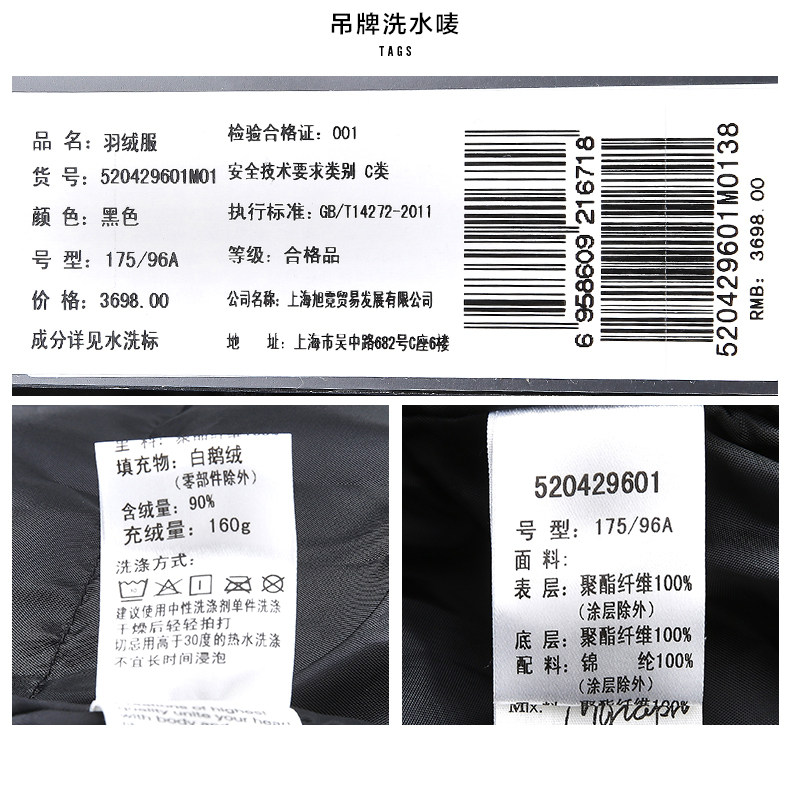 吊牌洗水唛
TAGS
品 名：羽绒服
货 号：520429601M01
颜 色：黑色
号 型：175/96A
价 格：3698.00
成分详见水洗标
检验合格证：001
安全技术要求类别 C类
执行标准：GB/T14272-2011
等级：合格品
公司名称：上海旭霓贸易发展有限公司
地 址：上海市吴中路682号C座6楼
6 958609 216718
520429601M0138
RMB: 3698.00
填充物：白鹅绒
（零部件除外）
含绒量：90%
充绒量：160g
洗涤方式：
建议使用中性洗涤剂单件洗涤
干燥后轻轻拍打
切忌用高于30度的热水洗涤
不宜长时间浸泡
with body and
520429601
号 型：175/96A
面料：
表 层：聚酯纤维100%
（涂层除外）
底 层：聚酯纤维100%
配 料：锦 纶100%
（涂层除外）